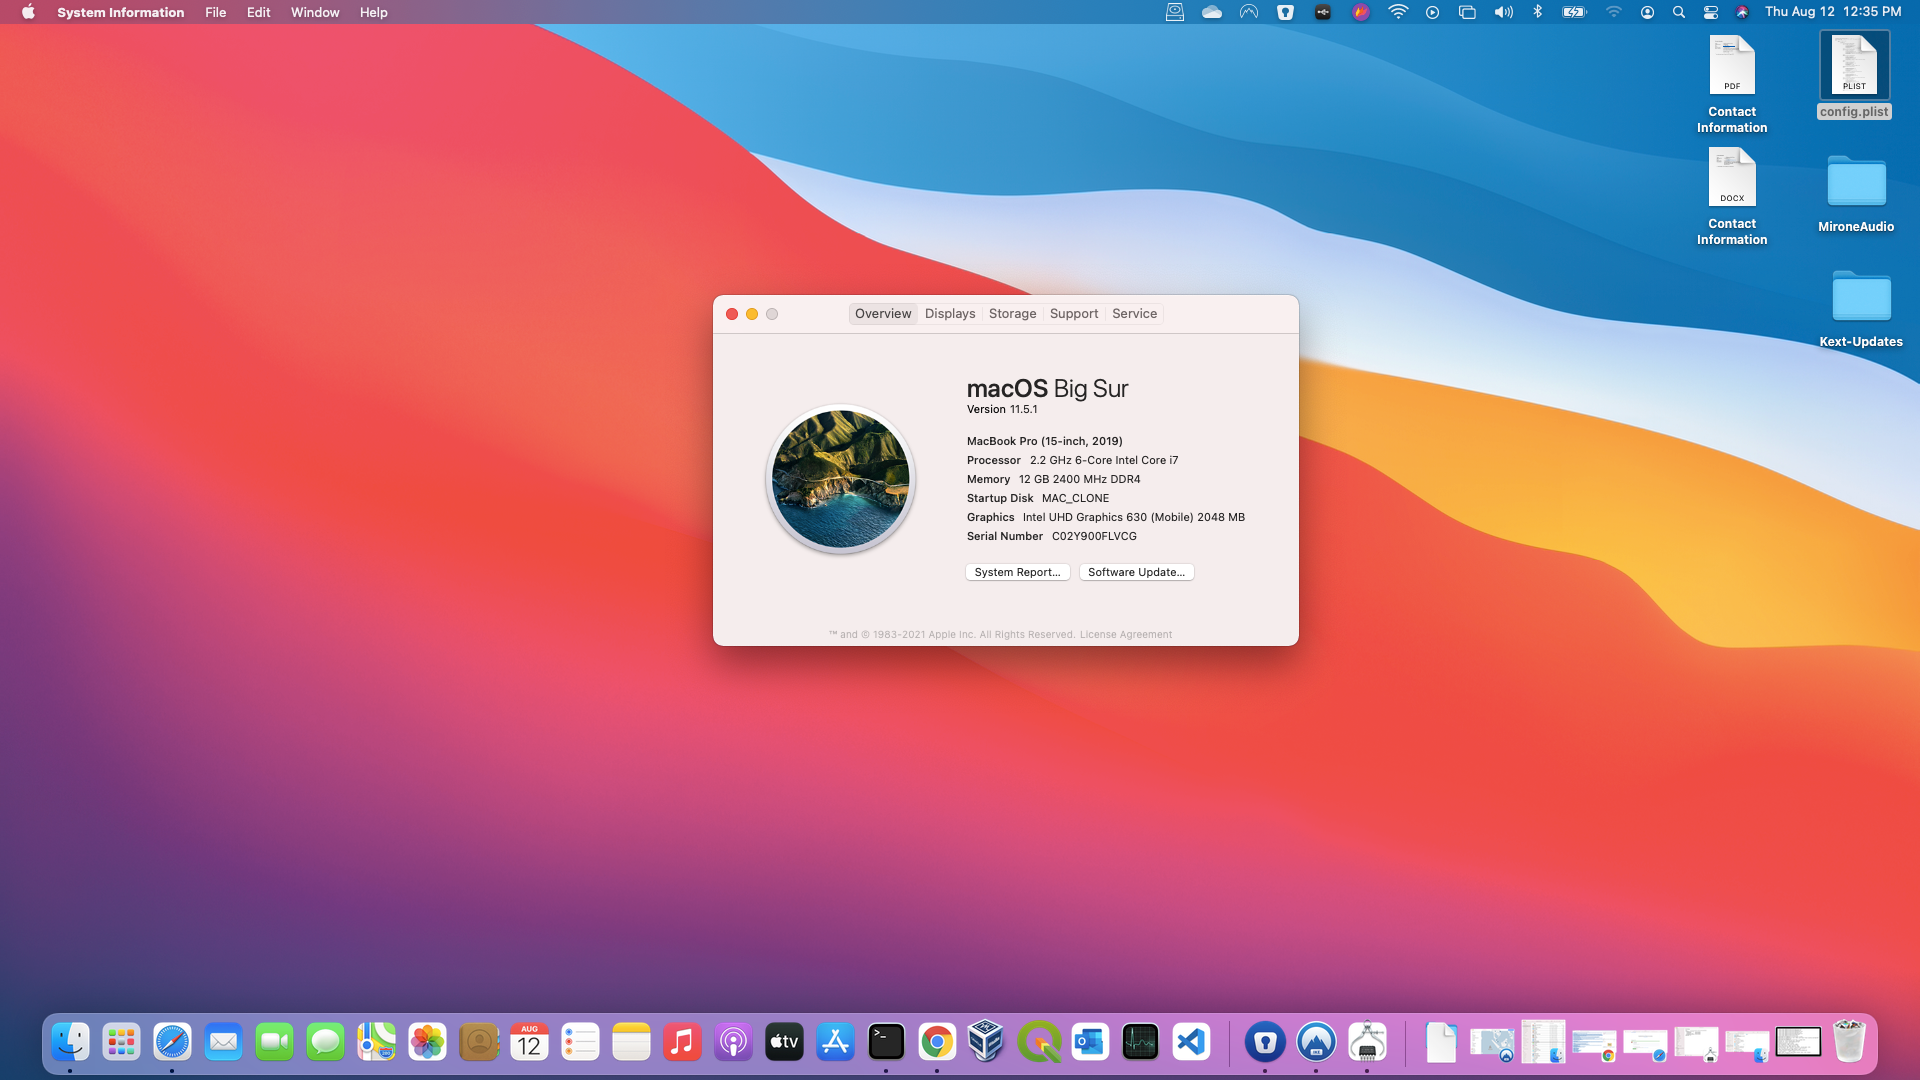 System Information File Edit Window Help
Thu Aug 12 12:35 PM
PDF
Contact
Information
PLIST
config.plist
DOCX
Contact
Information
MironeAudio
Kext-Updates
Overview Displays Storage Support Service
macOS Big Sur
Version 11.5.1
MacBook Pro (15-inch, 2019)
Processor 2.2 GHz 6-Core Intel Core i7
Memory 12 GB 2400 MHz DDR4
Startup Disk MAC_CLONE
Graphics Intel UHD Graphics 630 (Mobile) 2048 MB
Serial Number C02Y900FLVCG
System Report... Software Update...
™ and © 1983-2021 Apple Inc. All Rights Reserved. License Agreement
AUG
12
tv
>_